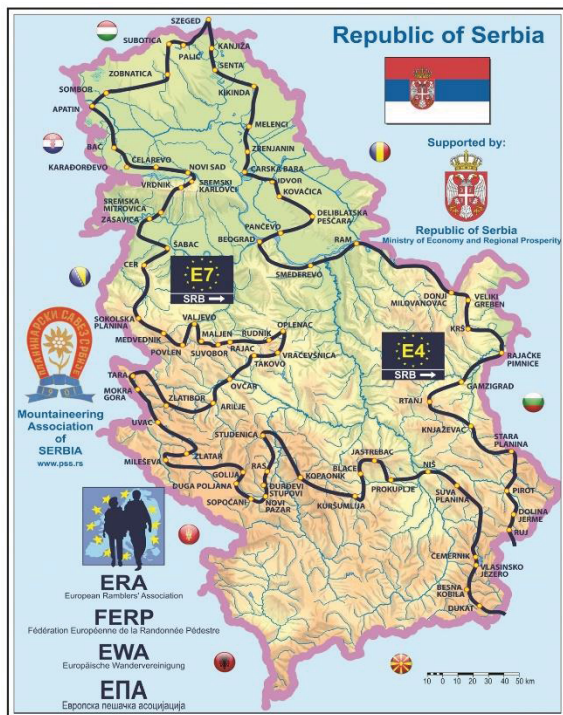 Republic of Serbia
Supported by:
Republic of Serbia
Ministry of Economy and Regional Prosperity
SZEGED
SUBOTICA
PALIĆ
KANJIŽA
ZOBNATICA
SENTA
SOMBOR
KIKINDA
APATIN
MELENCI
BAČ
ZRENJANIN
KARAĐORĐEVO
ČELAREVO
NOVI SAD
CARSKA BARA
VRDNIK
SREMSKI
KARLOVCI
IDVOR
KOVAČICA
SREMSKA
MITROVICA
ZASAVICA
PANČEVO
DELIBLATSKA
PEŠČARA
ŠABAC
BEOGRAD
RAM
CER
SMEDEREVO
E7
SRB
DONJI
MILOVANOVAC
VELIKI
GREBEN
SOKOLSKA
PLANINA
VALJEVO
OPLENAC
KRŠ
MEDVEDNIK
MALJEN
RUDNIK
E4
SRB
POVLEN
SUVOBOR
RAJAC
VRAĆEVŠNICA
TAKOVO
RAJAČKE
PIMNICE
ПЛАНИНАРСКИ САВЕЗ СРБИЈЕ
1901
Mountaineering
Association
of
SERBIA
www.pss.rs
TARA
MOKRA
GORA
OVČAR
GAMZIGRAD
ZLATIBOR
ARILJE
RTANJ
UVAC
STUDENICA
KNJAŽEVAC
STARA
PLANINA
ZLATAR
JASTREBAC
MILEŠEVA
GOLIJA
RAS
BLACE
NIŠ
DUGA POLJANA
KOPAONIK
PROKUPLJE
SUVA
PLANINA
PIROT
ĐURĐEVI
STUPOVI
SOPOĆANI
NOVI
PAZAR
KURŠUMLIJA
DOLINA
JERME
RUJ
ČEMERNIK
VLASINSKO
JEZERO
BESNA
KOBILA
DUKAT
ERA
European Ramblers' Association
FERP
Fédération Européenne de la Randonnée Pédestre
EWA
Europäische Wandervereinigung
ЕПА
Европска пешачка асоцијација
10 0 10 20 30 40 50 km